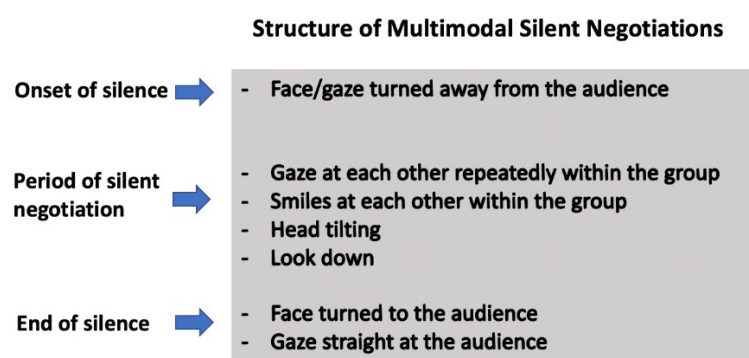 Structure of Multimodal Silent Negotiations
Onset of silence
- Face/gaze turned away from the audience
Period of silent
negotiation
- Gaze at each other repeatedly within the group
- Smiles at each other within the group
- Head tilting
- Look down
End of silence
- Face turned to the audience
- Gaze straight at the audience